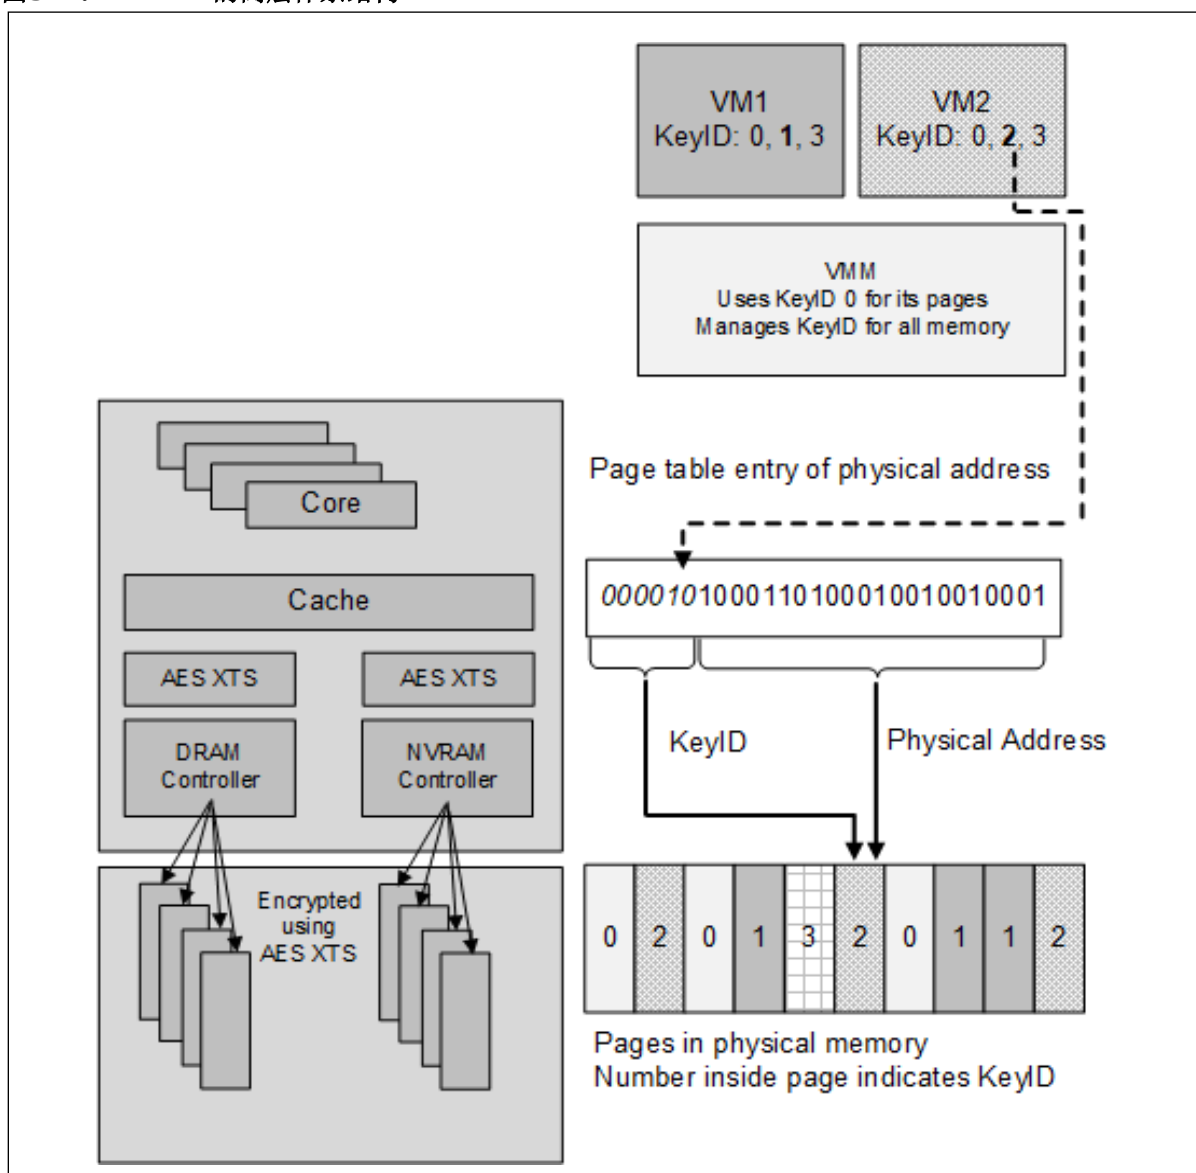 VM1
KeyID: 0, 1, 3
VM2
KeyID: 0, 2, 3
VMM
Uses KeyID 0 for its pages
Manages KeyID for all memory
Page table entry of physical address
Core
Cache
000010100011010001001001 0001
AES XTS
AES XTS
DRAM
Controller
NVRAM
Controller
KeyID
Physical Address
Encrypted
using
AES XTS
0 2 0 1 3 2 0 1 1 2
Pages in physical memory
Number inside page indicates KeyID